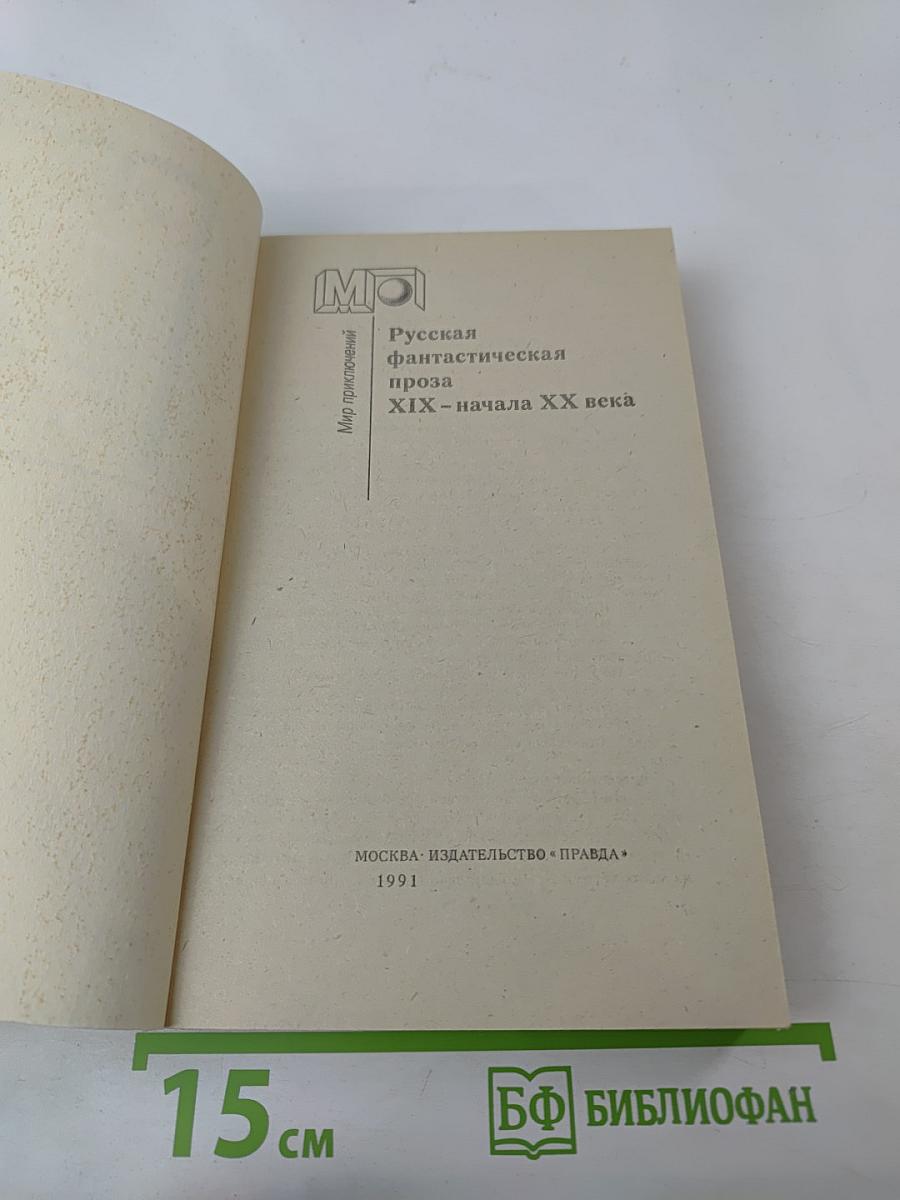 МП
Мир приключений
Русская
фантастическая
проза
XIX – начала XX века
МОСКВА· ИЗДАТЕЛЬСТВО «ПРАВДА»
1991
15 см
БФ БИБЛИОФАН